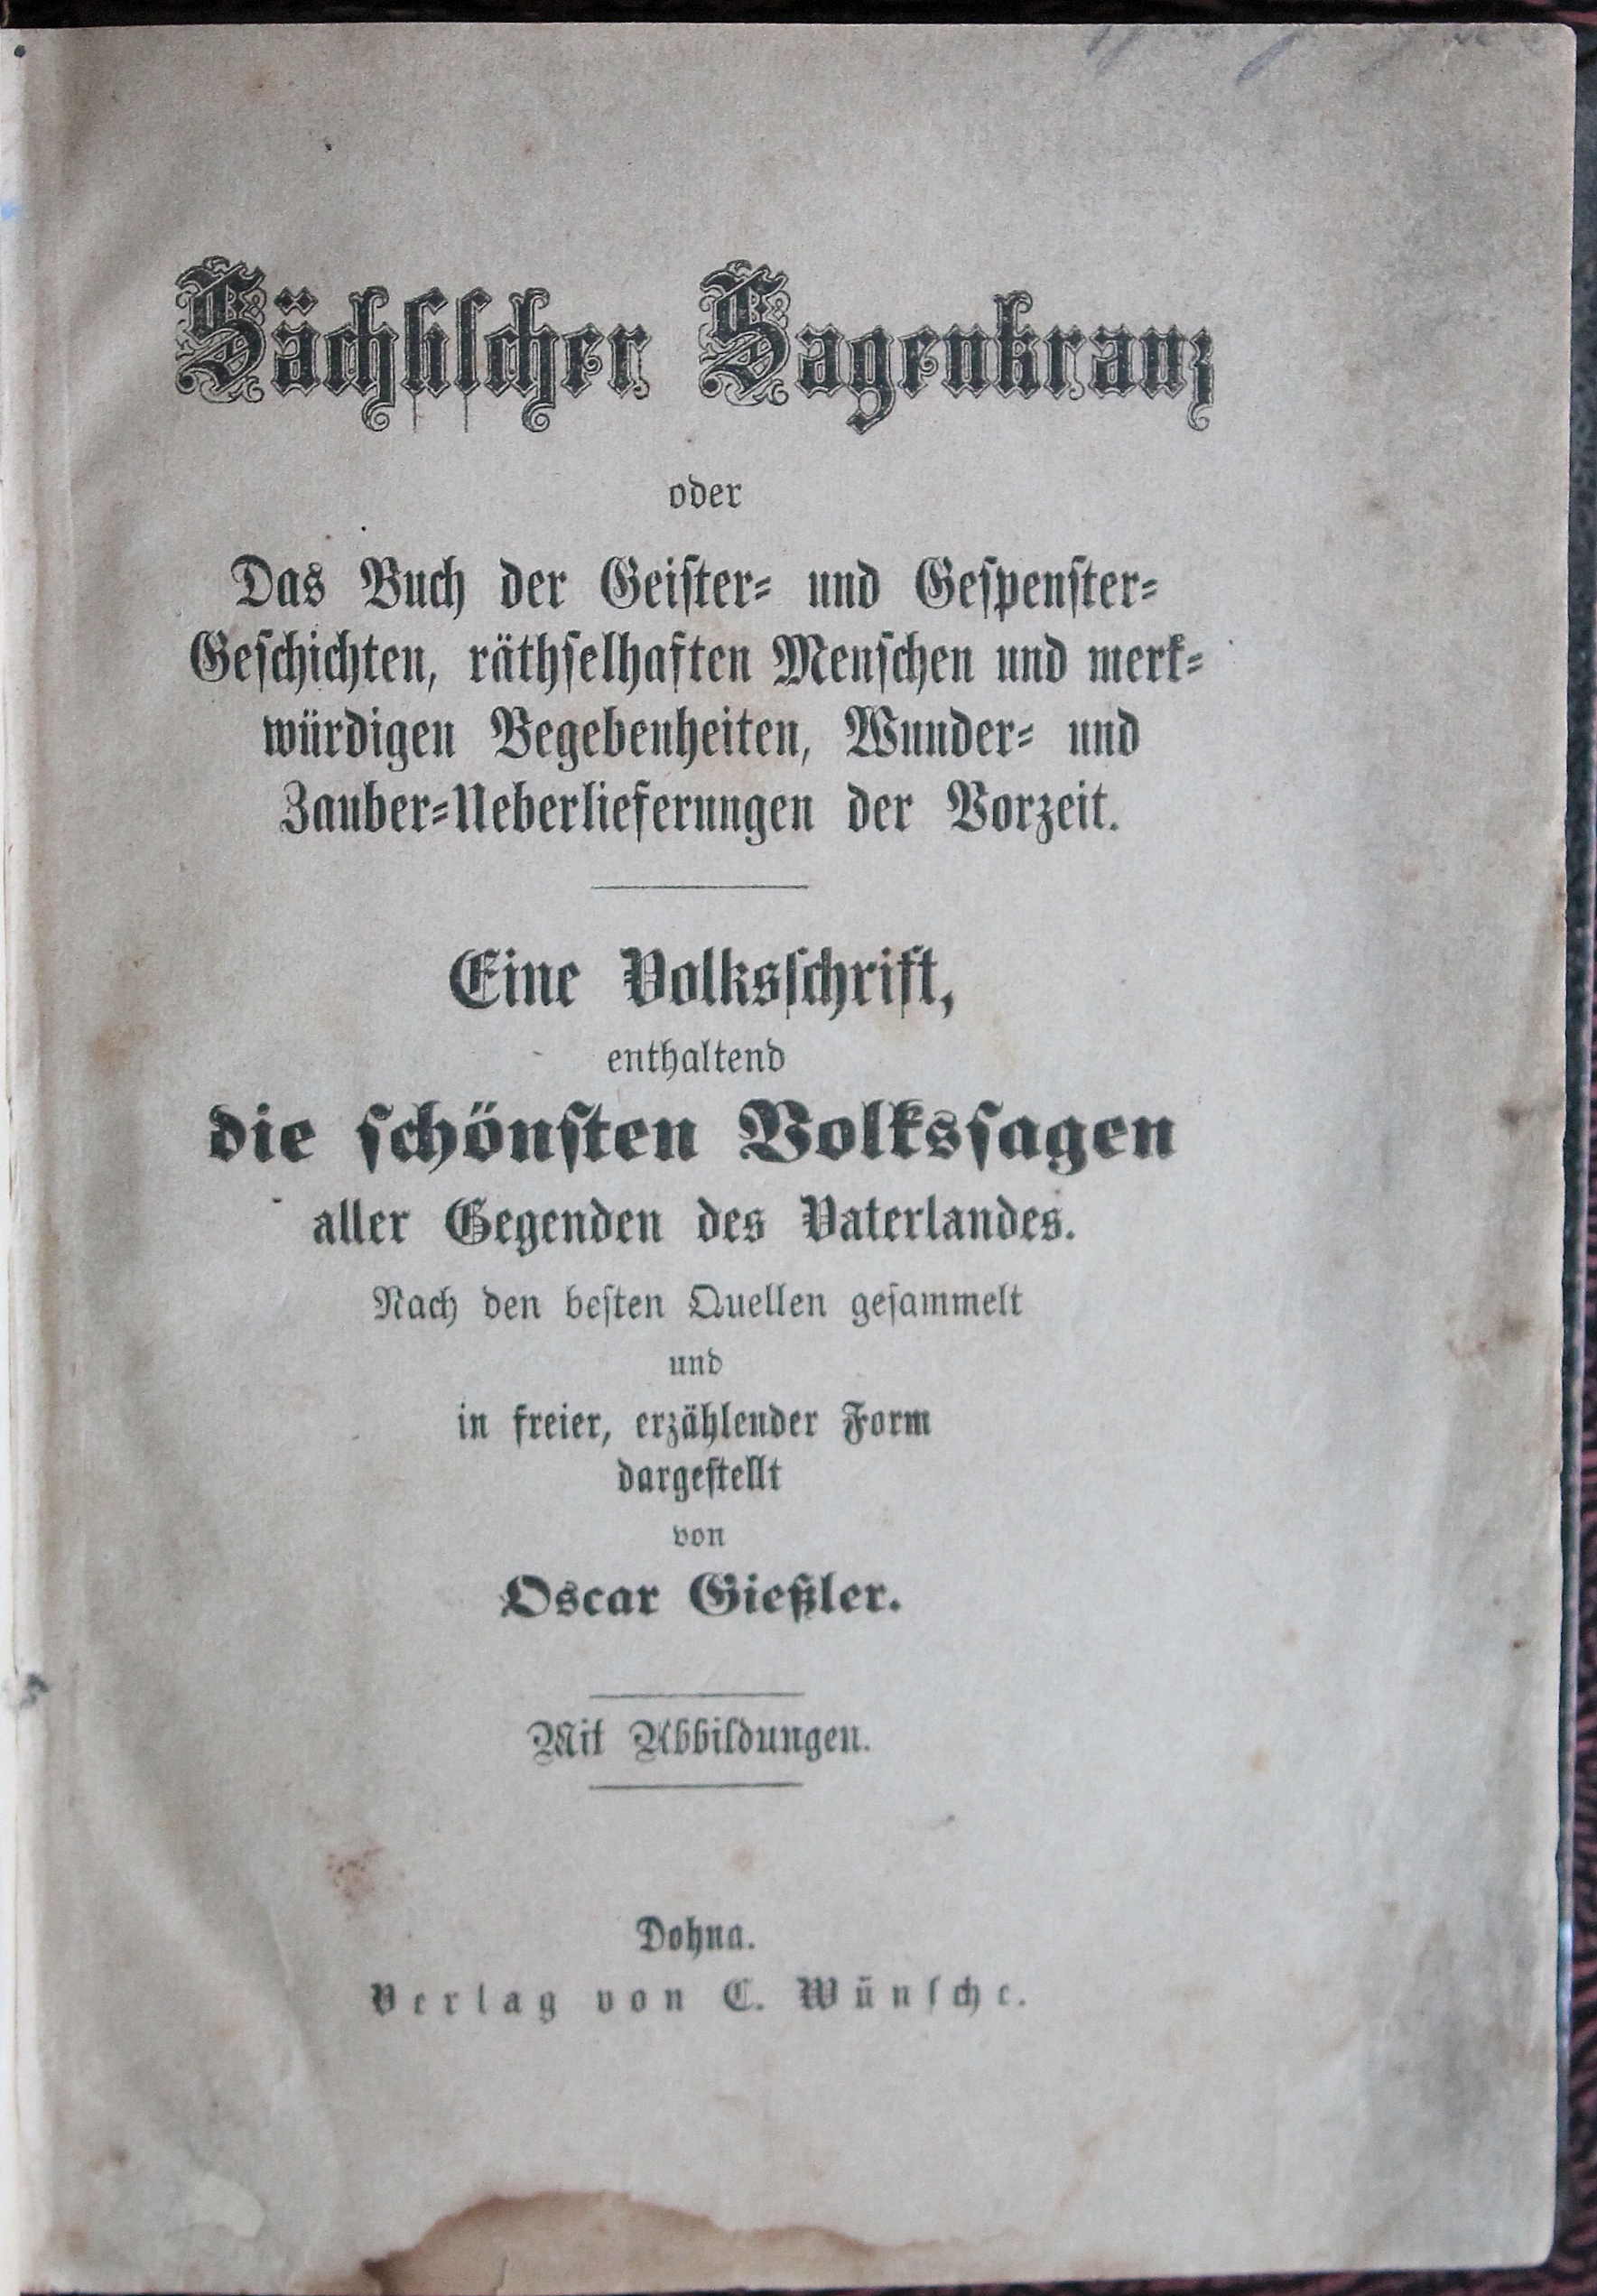 Sächsischer Sagenkranz
oder
Das Buch der Geister- und Gespenster-
Geschichten, räthselhaften Menschen und merk-
würdigen Begebenheiten, Wunder- und
Zauber-Ueberlieferungen der Vorzeit.
Eine Volksschrift,
enthaltend
die schönsten Volkssagen
aller Gegenden des Vaterlandes.
Nach den besten Quellen gesammelt
und
in freier, erzählender Form
dargestellt
von
Oscar Gießler.
Mit Abbildungen.
Dohna.
Verlag von C. Wünsche.